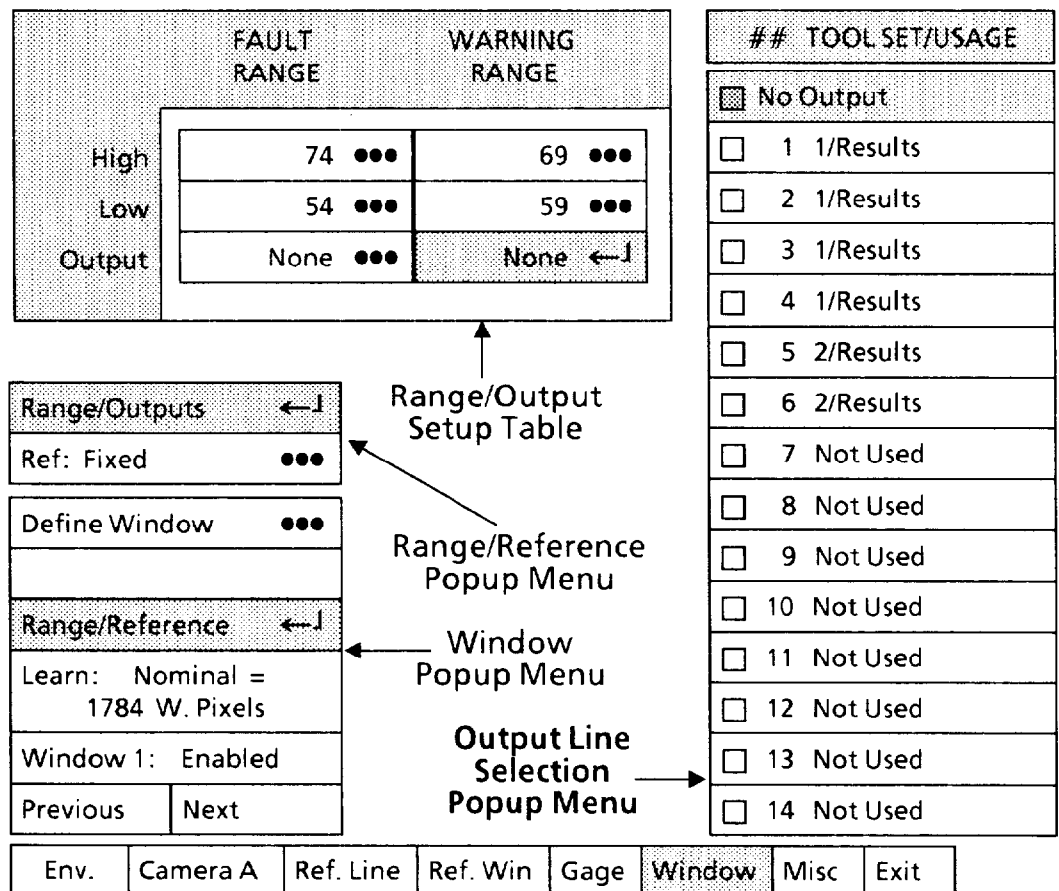 FAULT RANGE WARNING RANGE
High 74 ●●● 69 ●●●
Low 54 ●●● 59 ●●●
Output None ●●● None ←┘
Range/Output
Setup Table
Range/Outputs ←┘
Ref: Fixed ●●●
Range/Reference
Popup Menu
Define Window ●●●
Range/Reference ←┘
Learn: Nominal =
1784 W. Pixels
Window 1: Enabled
Previous Next
Window
Popup Menu
Output Line
Selection
Popup Menu
## TOOL SET/USAGE
No Output
1 1/Results
2 1/Results
3 1/Results
4 1/Results
5 2/Results
6 2/Results
7 Not Used
8 Not Used
9 Not Used
10 Not Used
11 Not Used
12 Not Used
13 Not Used
14 Not Used
Env. Camera A Ref. Line Ref. Win Gage Window Misc Exit